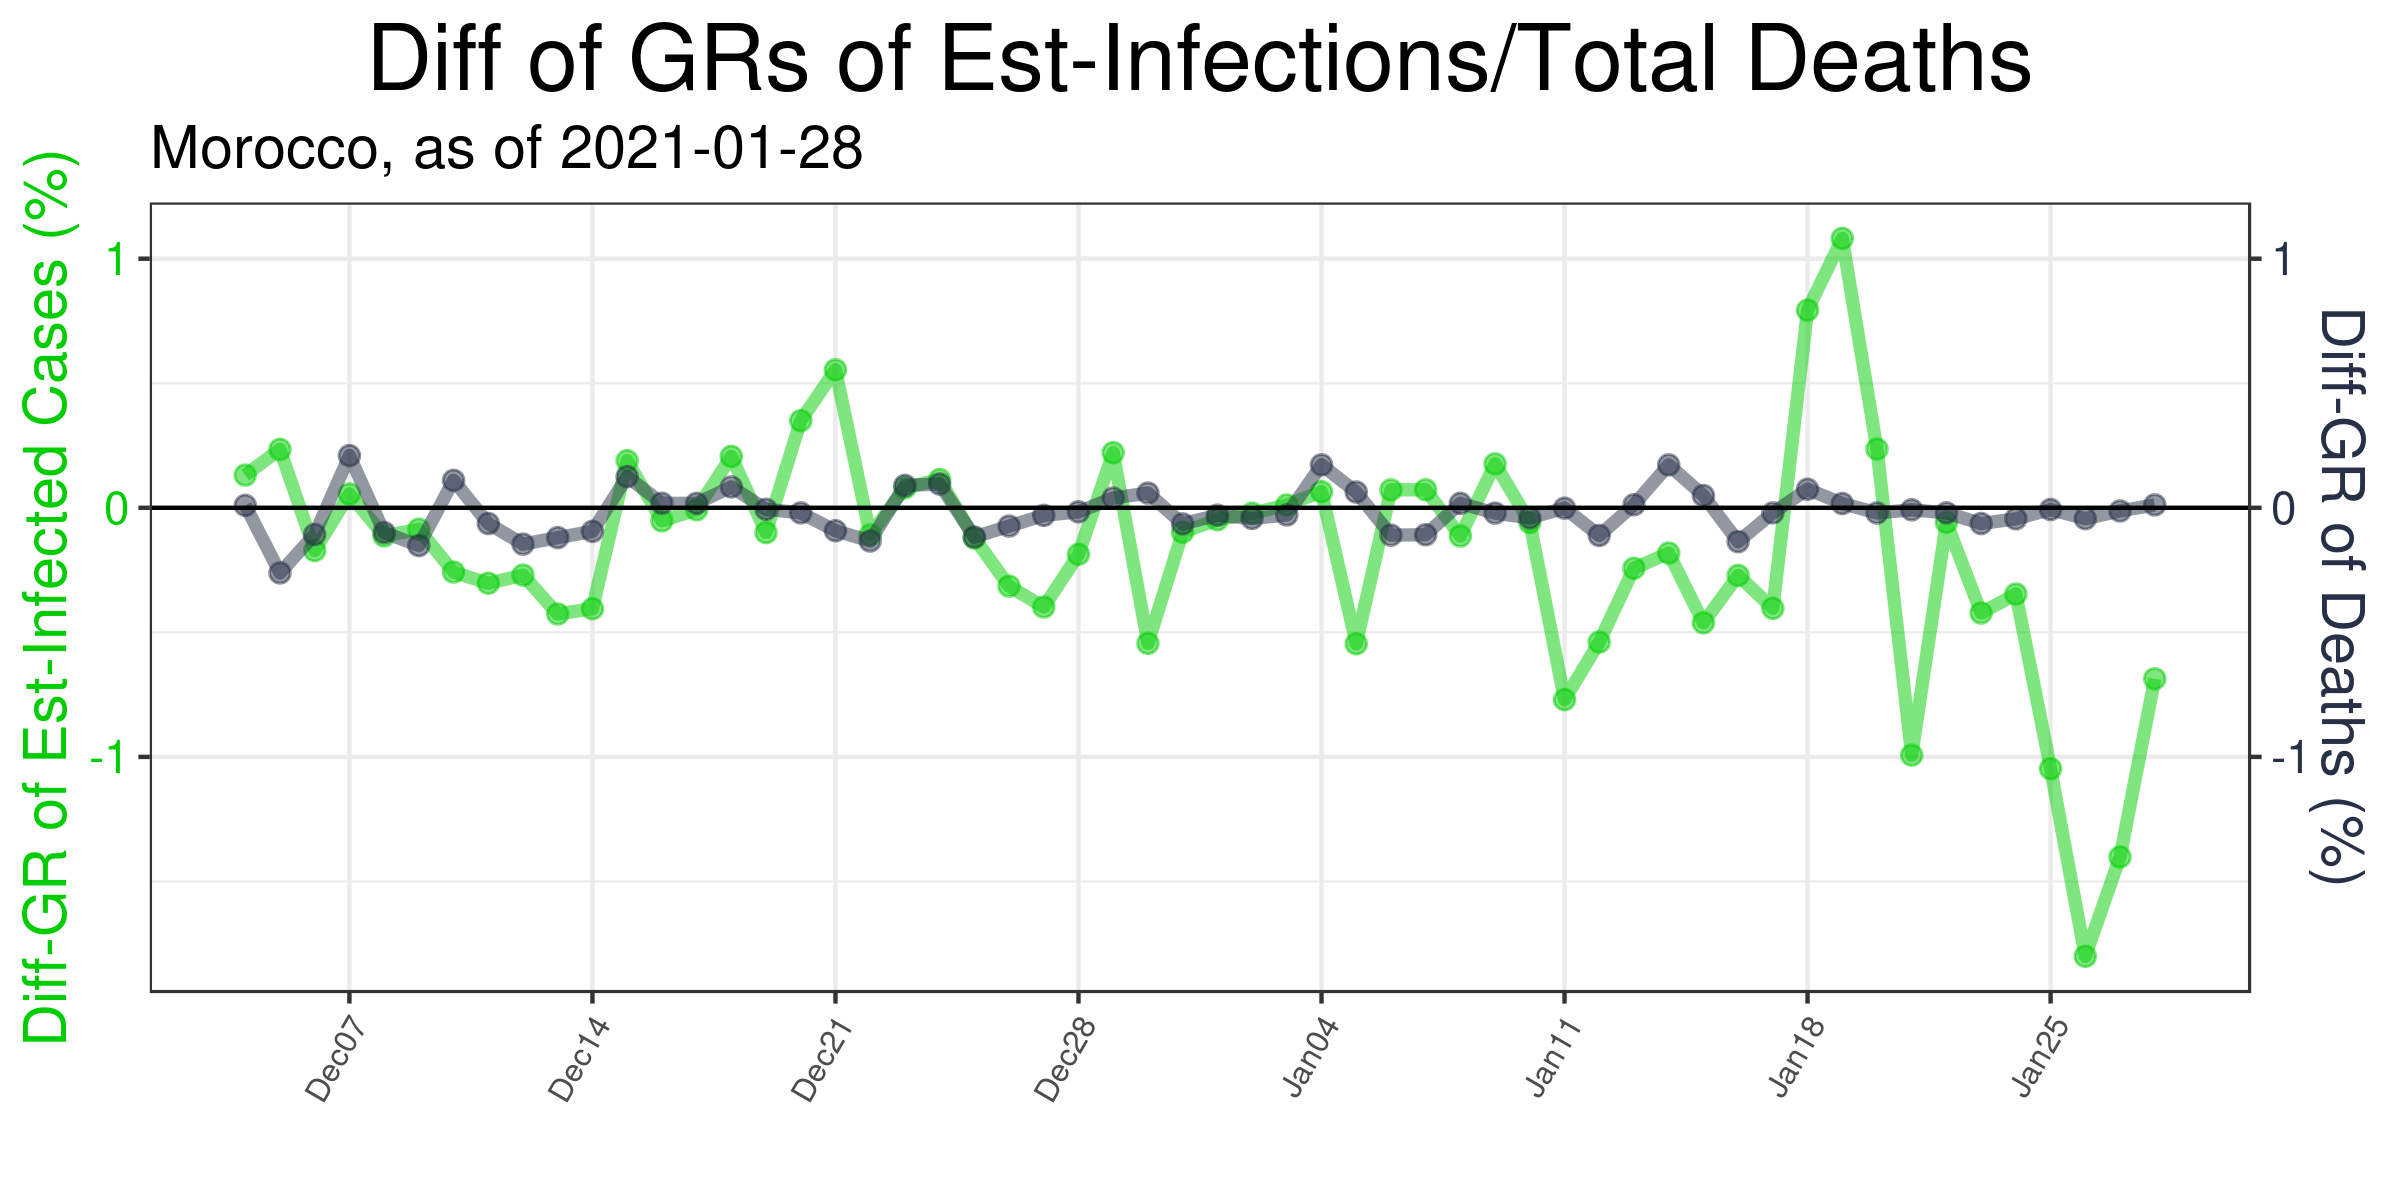 Diff of GRs of Est-Infections/Total Deaths
Morocco, as of 2021-01-28
Diff-GR of Est-Infected Cases (%)
1
0
-1
1
0
-1
Diff-GR of Deaths (%)
Dec07
Dec14
Dec21
Dec28
Jan04
Jan11
Jan18
Jan25